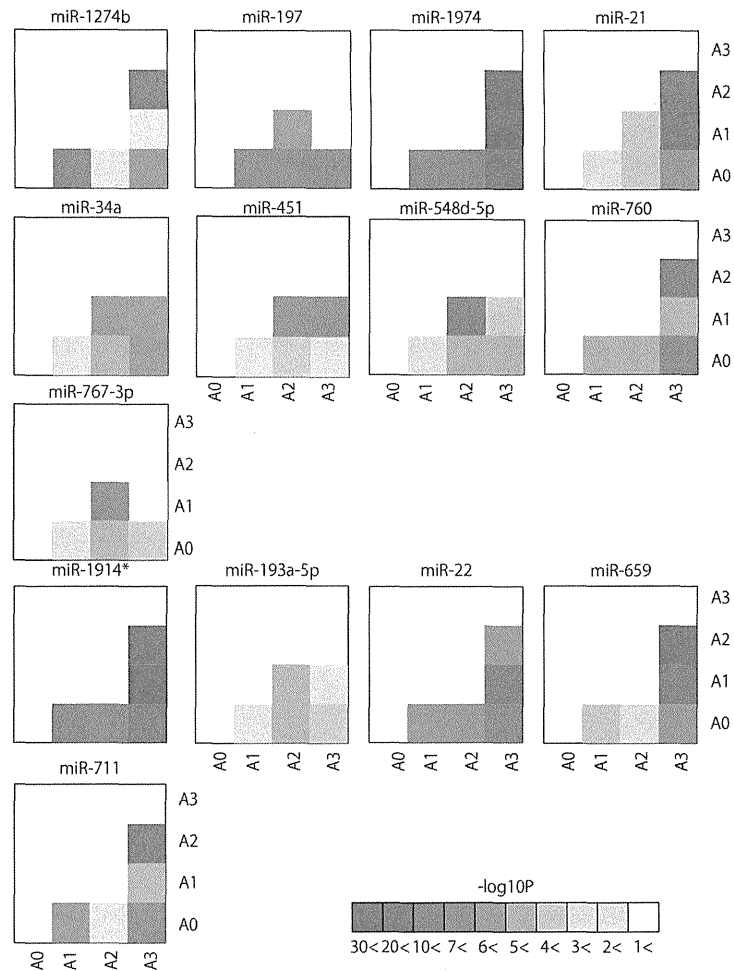 miR-1274b miR-197 miR-1974 miR-21
A3
A2
A1
A0
miR-34a miR-451 miR-548d-5p miR-760
A3
A2
A1
A0
A0 A1 A2 A3 A0 A1 A2 A3 A0 A1 A2 A3
miR-767-3p
A3
A2
A1
A0
miR-1914* miR-193a-5p miR-22 miR-659
A3
A2
A1
A0
A0 A1 A2 A3 A0 A1 A2 A3 A0 A1 A2 A3
miR-711
A3
A2
A1
A0
A0 A1 A2 A3
-log10P
30< 20< 10< 7< 6< 5< 4< 3< 2< 1<